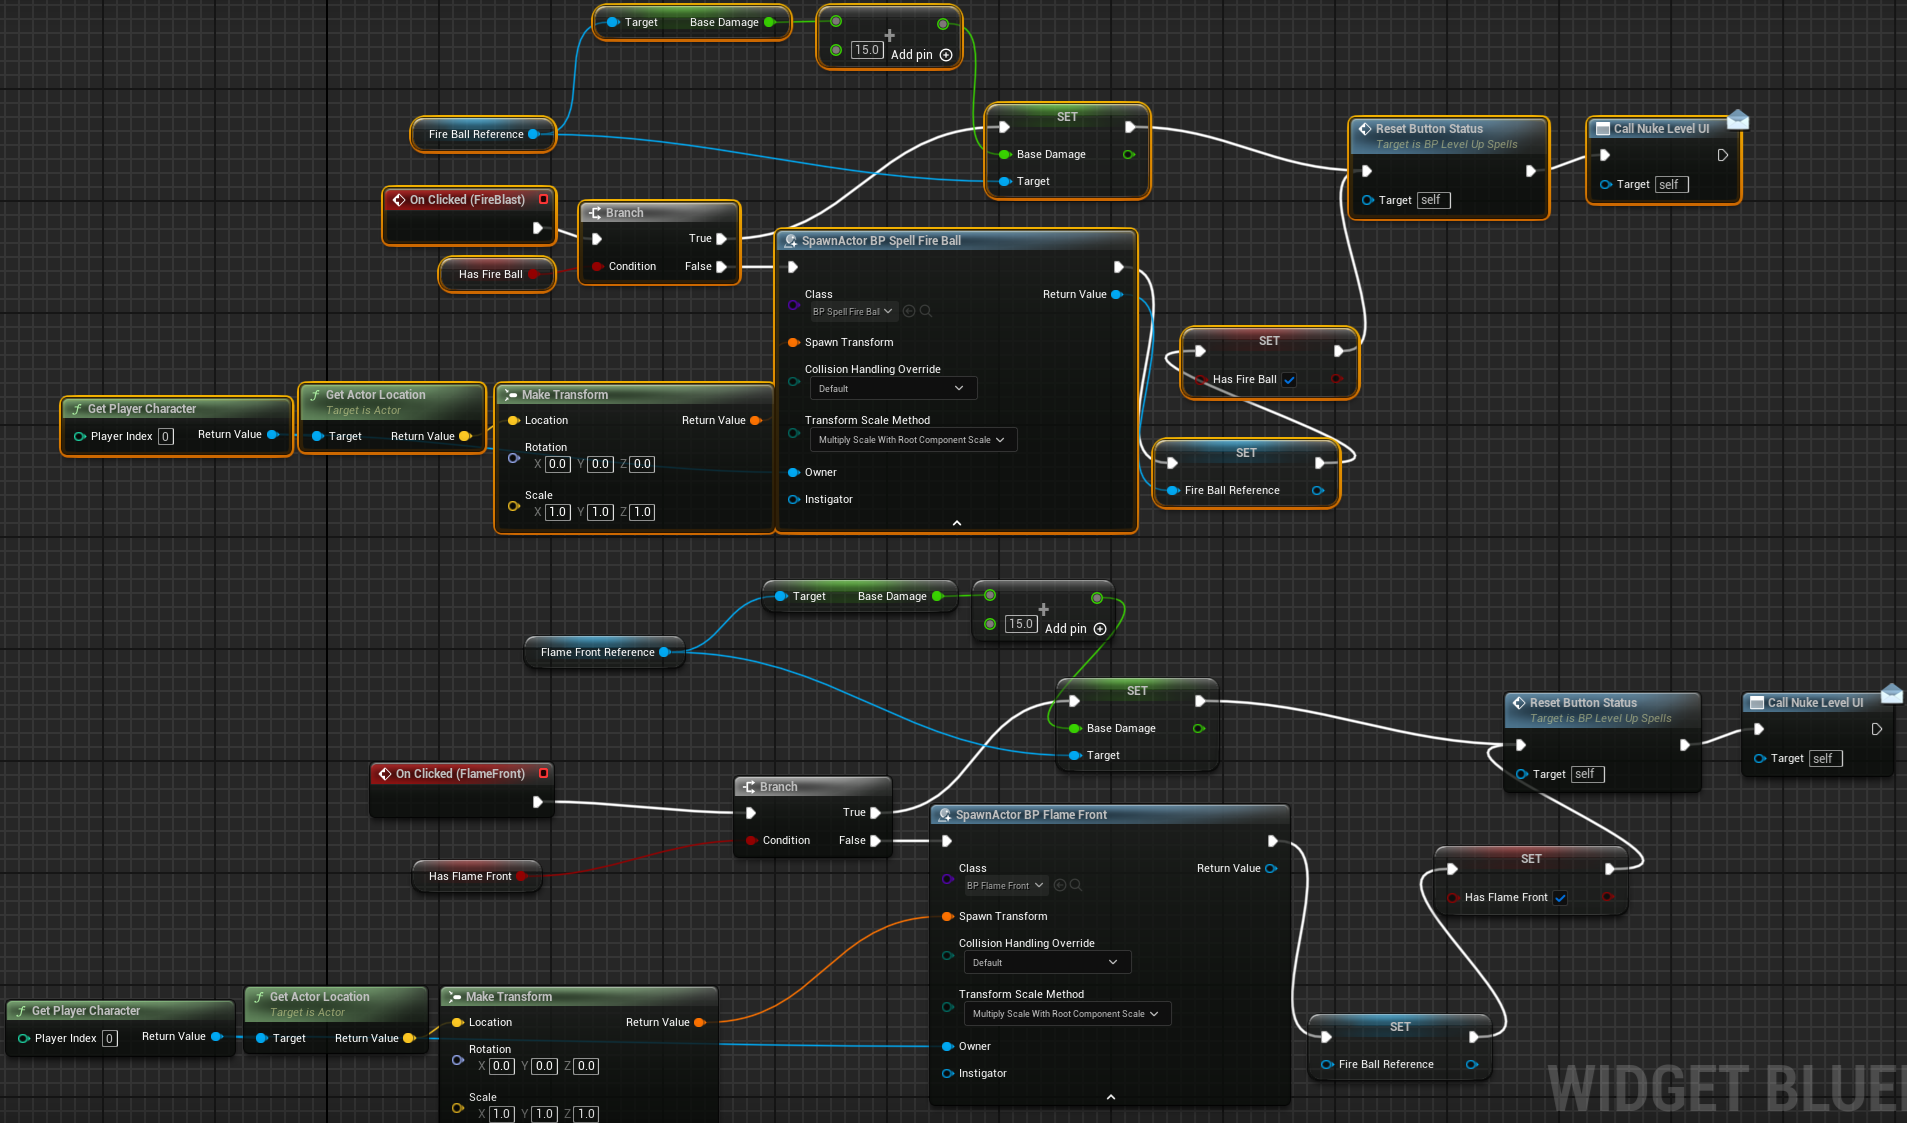 Target Base Damage
15.0 Add pin
Fire Ball Reference
SET
Base Damage
Target
Reset Button Status
Target is BP Level Up Spells
Target self
Call Nuke Level UI
Target self
On Clicked (FireBlast)
Has Fire Ball
Branch
True
Condition False
SpawnActor BP Spell Fire Ball
Class
Return Value
BP Spell Fire Ball
Spawn Transform
Collision Handling Override
Default
Transform Scale Method
Multiply Scale With Root Component Scale
Owner
Instigator
SET
Has Fire Ball
SET
Fire Ball Reference
Get Player Character
Player Index 0 Return Value
Get Actor Location
Target is Actor
Target Return Value
Make Transform
Location Return Value
Rotation
X 0.0 Y 0.0 Z 0.0
Scale
X 1.0 Y 1.0 Z 1.0
Target Base Damage
15.0 Add pin
Flame Front Reference
SET
Base Damage
Target
Reset Button Status
Target is BP Level Up Spells
Target self
Call Nuke Level UI
Target self
On Clicked (FlameFront)
Has Flame Front
Branch
True
Condition False
SpawnActor BP Flame Front
Class
Return Value
BP Flame Front
Spawn Transform
Collision Handling Override
Default
Transform Scale Method
Multiply Scale With Root Component Scale
Owner
Instigator
SET
Has Flame Front
SET
Fire Ball Reference
Get Player Character
Player Index 0 Return Value
Get Actor Location
Target is Actor
Target Return Value
Make Transform
Location Return Value
Rotation
X 0.0 Y 0.0 Z 0.0
Scale
X 1.0 Y 1.0 Z 1.0
WIDGET